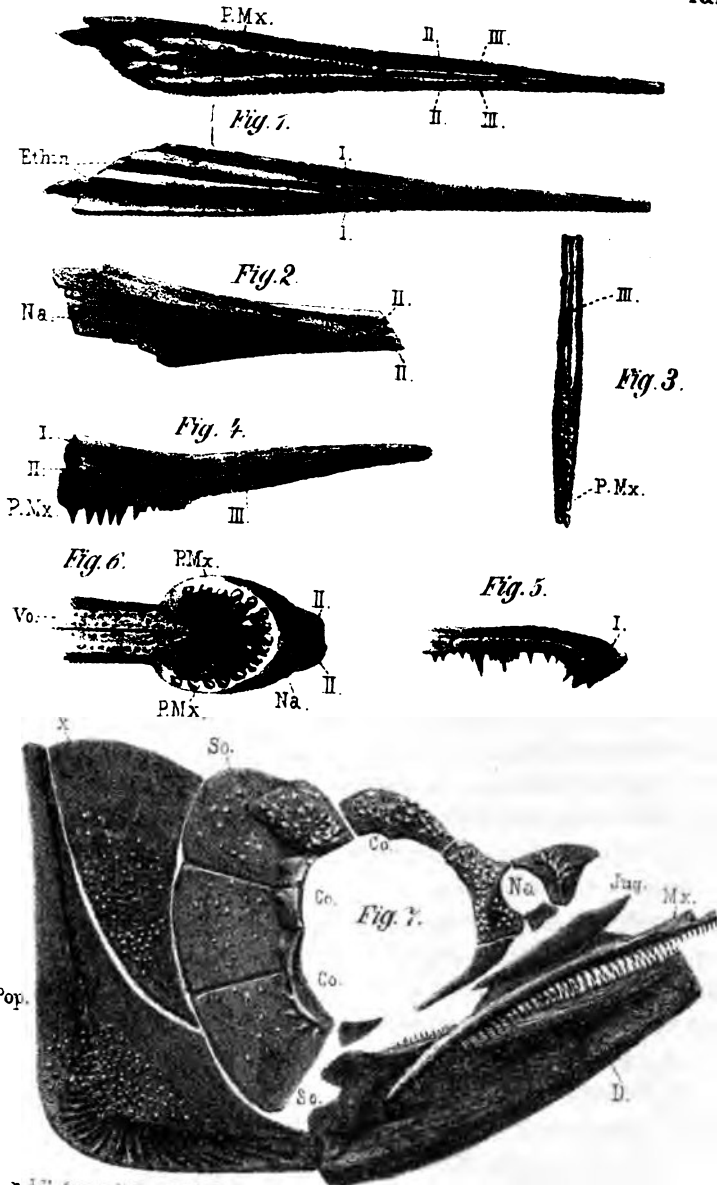 P.Mx.
II. III.
II. III.
Fig. 1.
Ethm
I.
I.
Fig. 2.
Na.
II.
II.
III.
Fig. 3.
P.Mx.
Fig. 4.
I.
II.
P.Mx.
III.
Fig. 6.
P.Mx.
Vo.
II.
II.
P.Mx.
Na.
Fig. 5.
I.
x
So.
Co.
Na
Jug.
Mx.
Co.
Fig. 7.
Co.
Pop.
So.
D.